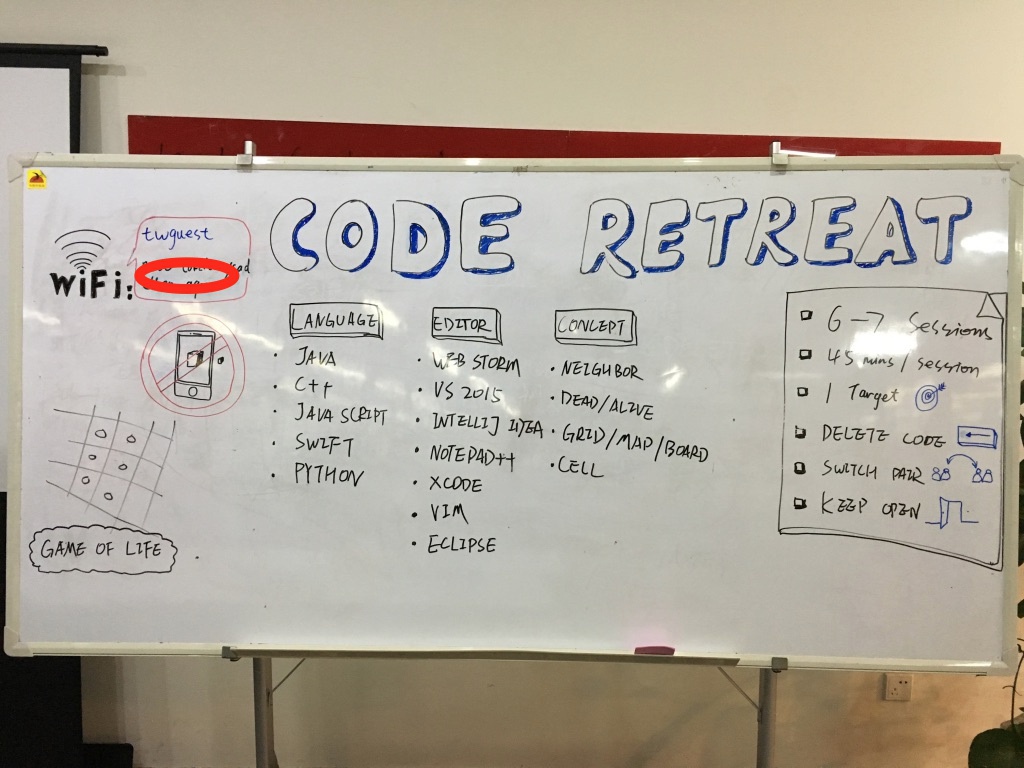 CODE RETREAT
WiFi:
twguest
GAME OF LIFE
LANGUAGE
JAVA
C++
JAVA SCRIPT
SWIFT
PYTHON
EDITOR
WEB STORM
VS 2015
INTELLIJ IDEA
NOTEPAD++
XCODE
VIM
ECLIPSE
CONCEPT
NEIGHBOR
DEAD/ALIVE
GRID/MAP/BOARD
CELL
6-7 Sessions
45 mins/session
1 Target
DELETE CODE
SWITCH PAIR
KEEP OPEN